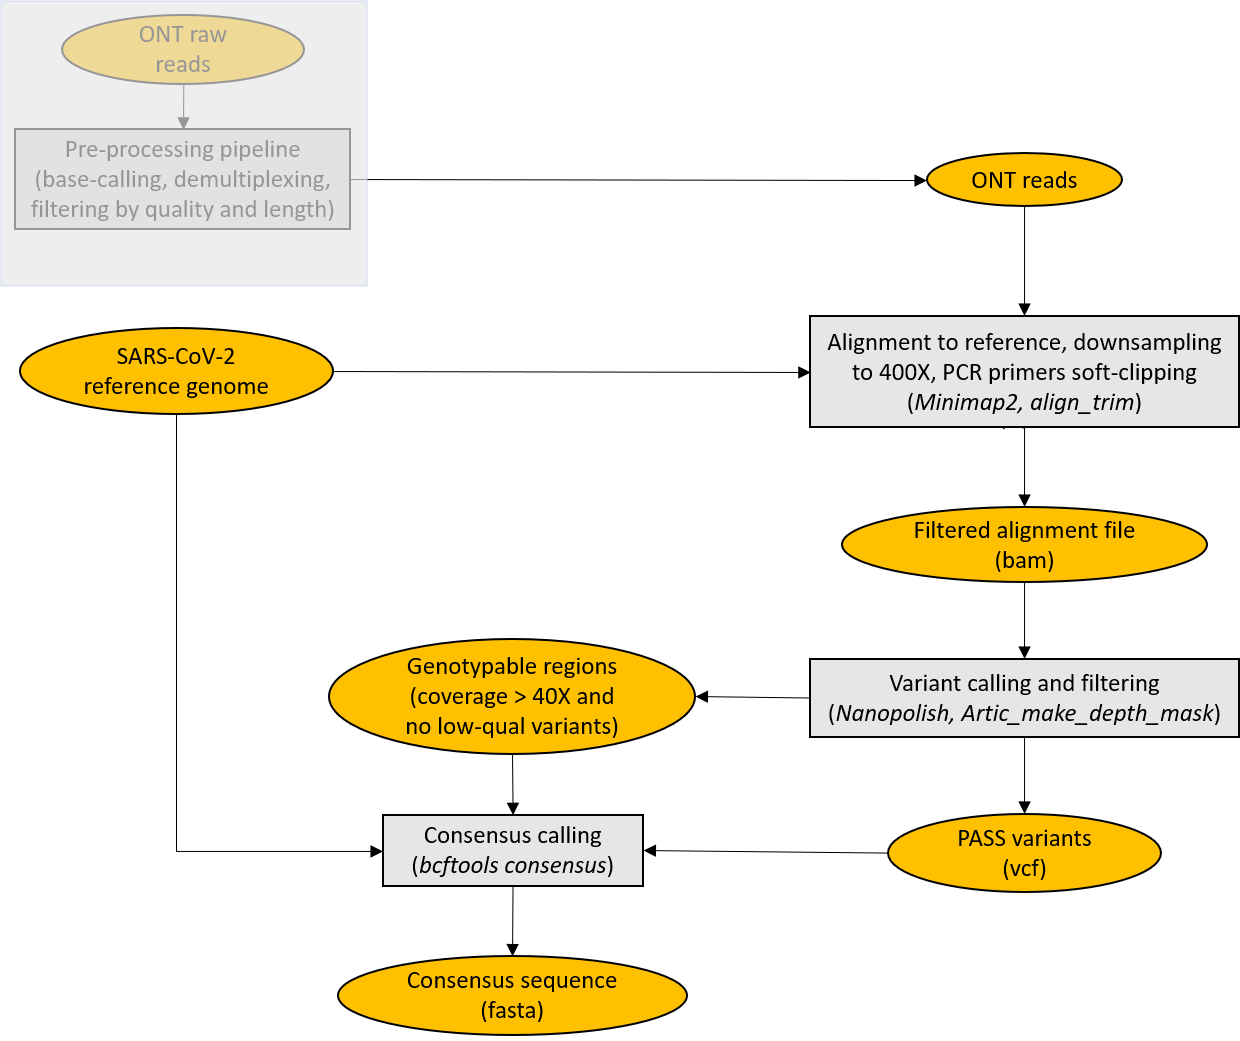 ONT raw
reads
Pre-processing pipeline
(base-calling, demultiplexing,
filtering by quality and length)
ONT reads
SARS-CoV-2
reference genome
Alignment to reference, downsampling
to 400X, PCR primers soft-clipping
(Minimap2, align_trim)
Filtered alignment file
(bam)
Genotypable regions
(coverage > 40X and
no low-qual variants)
Variant calling and filtering
(Nanopolish, Artic_make_depth_mask)
Consensus calling
(bcftools consensus)
PASS variants
(vcf)
Consensus sequence
(fasta)